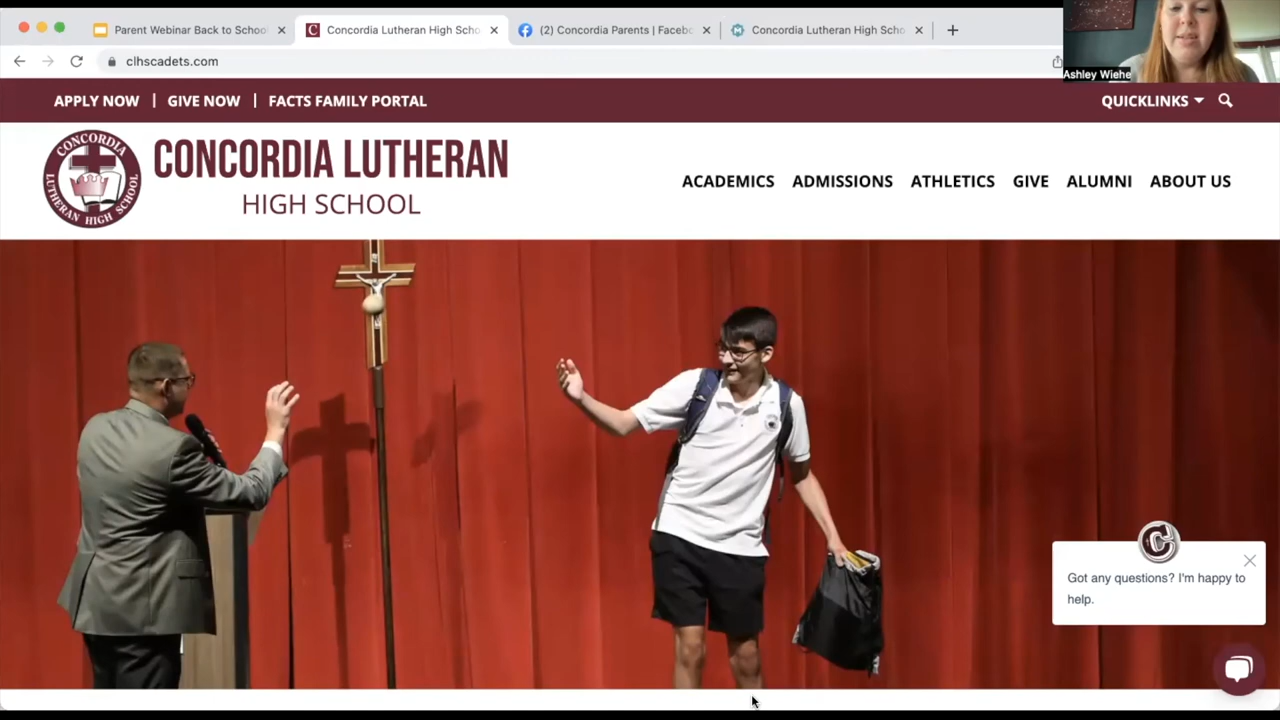 Parent Webinar Back to School
Concordia Lutheran High Scho
(2) Concordia Parents | Facebo
Concordia Lutheran High Scho
clhscadets.com
Ashley Wiehe
APPLY NOW | GIVE NOW | FACTS FAMILY PORTAL
QUICKLINKS
CONCORDIA
LUTHERAN HIGH SCHOOL
CONCORDIA LUTHERAN
HIGH SCHOOL
ACADEMICS ADMISSIONS ATHLETICS GIVE ALUMNI ABOUT US
C
Got any questions? I'm happy to
help.